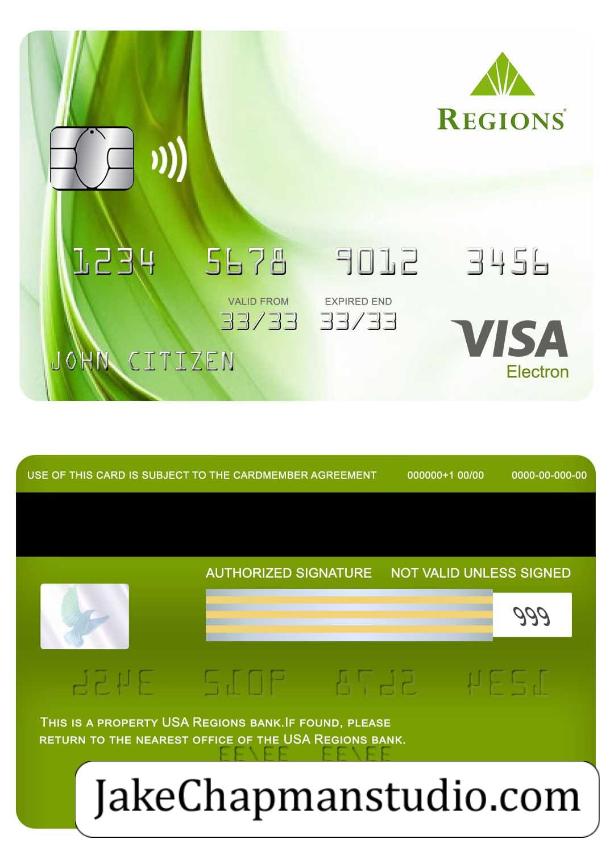 REGIONS
1234 5678 9012 3456
VALID FROM EXPIRED END
33/33 33/33
JOHN CITIZEN
VISA
Electron
USE OF THIS CARD IS SUBJECT TO THE CARDMEMBER AGREEMENT 000000+1 00/00 0000-00-000-00
AUTHORIZED SIGNATURE NOT VALID UNLESS SIGNED
999
THIS IS A PROPERTY USA REGIONS BANK.IF FOUND, PLEASE
RETURN TO THE NEAREST OFFICE OF THE USA REGIONS BANK.
JakeChapmanstudio.com